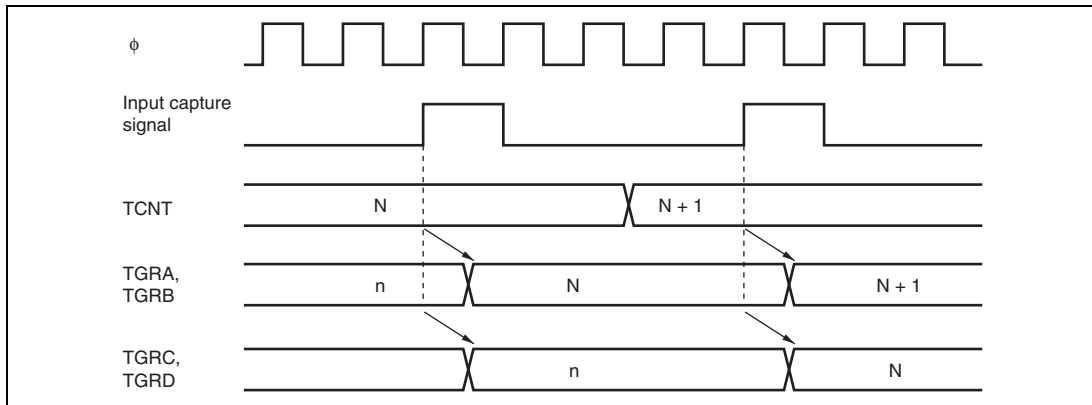 ϕ
Input capture
signal
TCNT
N
N + 1
TGRA,
TGRB
n
N
N + 1
TGRC,
TGRD
n
N